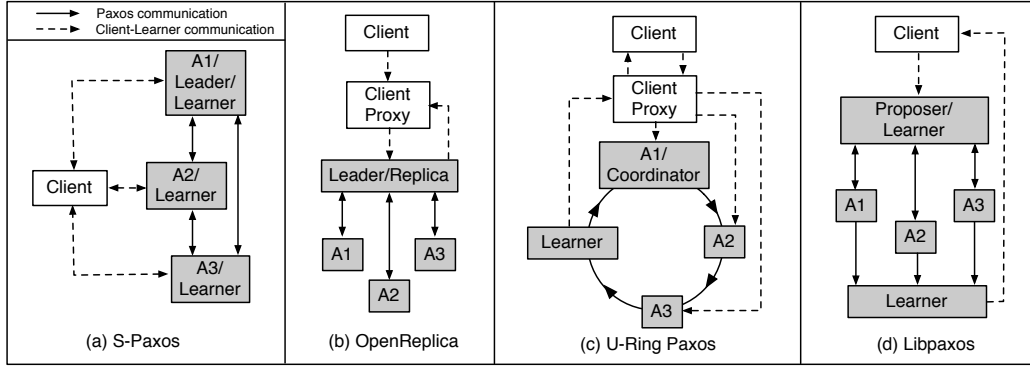 Paxos communication
Client-Learner communication
A1/
Leader/
Learner
Client
A2/
Learner
A3/
Learner
(a) S-Paxos
Client
Client
Proxy
Leader/Replica
A1
A3
A2
(b) OpenReplica
Client
Client
Proxy
A1/
Coordinator
Learner
A2
A3
(c) U-Ring Paxos
Client
Proposer/
Learner
A1
A3
A2
Learner
(d) Libpaxos